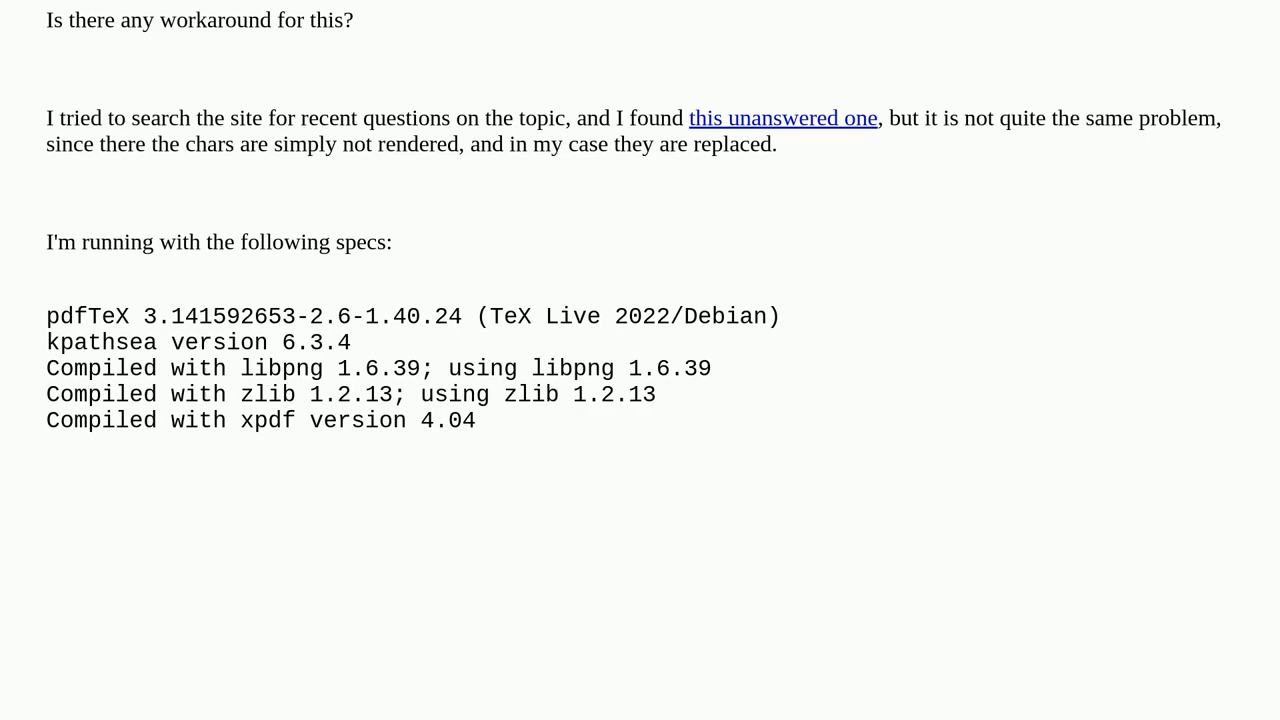 Is there any workaround for this?
I tried to search the site for recent questions on the topic, and I found this unanswered one, but it is not quite the same problem,
since there the chars are simply not rendered, and in my case they are replaced.
I'm running with the following specs:
pdfTeX 3.141592653-2.6-1.40.24 (TeX Live 2022/Debian)
kpathsea version 6.3.4
Compiled with libpng 1.6.39; using libpng 1.6.39
Compiled with zlib 1.2.13; using zlib 1.2.13
Compiled with xpdf version 4.04